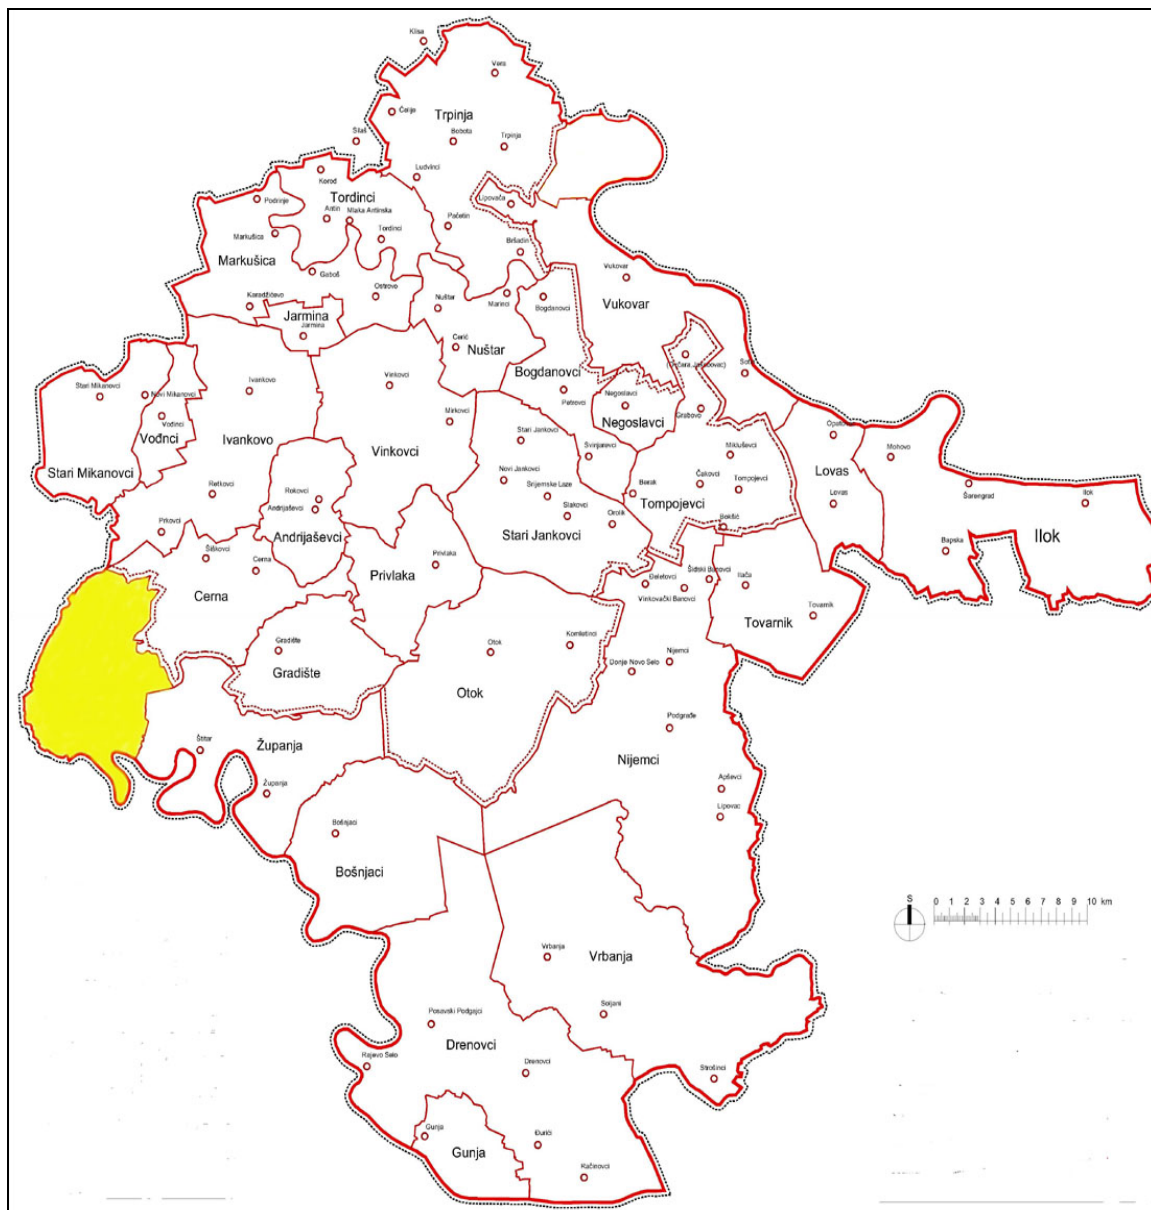 Klisa
Vera
Ćelije
Trpinja
Silaš
Bobota
Trpinja
Ludvinci
Korođ
Tordinci
Podrinje
Antin
Mlaka Antinska
Lipovača
Pačetin
Tordinci
Markušica
Bršadin
Markušica
Gaboš
Vukovar
Ostrovo
Nuštar
Marinci
Bogdanovci
Vukovar
Karadžićevo
Jarmina
Jarmina
Cerić
Nuštar
Bogdanovci
Stari Mikanovci
Novi Mikanovci
Ivankovo
Vinkovci
Petrovci
Negoslavci
Grabovo
Vođinci
Mirkovci
Negoslavci
Vođnci
Ivankovo
Vinkovci
Stari Jankovci
Svinjarevci
Mikluševci
Mohovo
Stari Mikanovci
Novi Jankovci
Lovas
Retkovci
Rokovci
Srijemske Laze
Berak
Čakovci
Tompojevci
Šarengrad
Ilok
Andrijaševci
Slakovci
Orolik
Tompojevci
Lovas
Prkovci
Andrijaševci
Stari Jankovci
Bokšić
Ilok
Šiškovci
Cerna
Privlaka
Privlaka
Bapska
Đeletovci
Šidski Banovci
Vinkovački Banovci
Ilača
Cerna
Tovarnik
Tovarnik
Gradište
Otok
Komletinci
Gradište
Donje Novo Selo
Nijemci
Otok
Podgrađe
Štitar
Županja
Nijemci
Županja
Apševci
Lipovac
Bošnjaci
Bošnjaci
S
0 1 2 3 4 5 6 7 8 9 10 km
Vrbanja
Vrbanja
Soljani
Posavski Podgajci
Drenovci
Rajevo Selo
Drenovci
Strošinci
Gunja
Đurići
Gunja
Račinovci